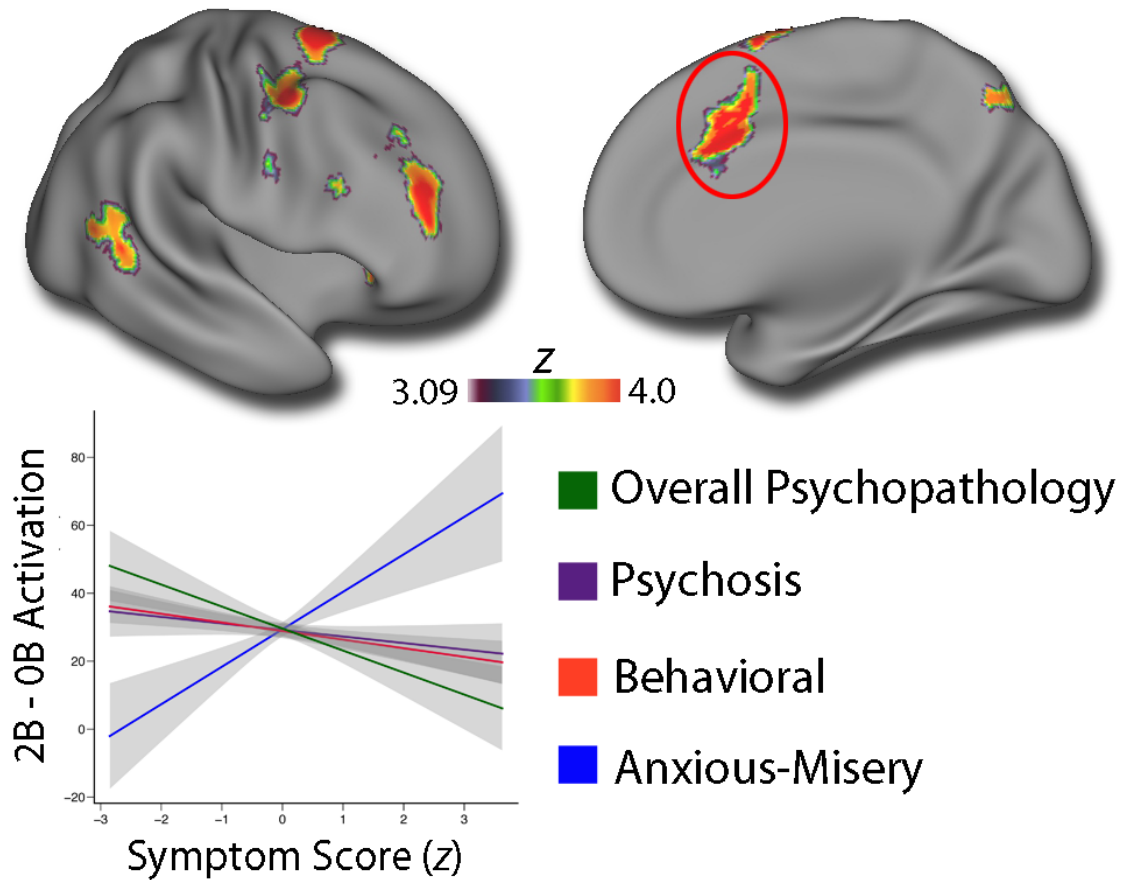 z
3.09
4.0
2B - 0B Activation
80
60
40
20
0
−20
−3
−2
−1
0
1
2
3
Symptom Score (z)
Overall Psychopathology
Psychosis
Behavioral
Anxious-Misery